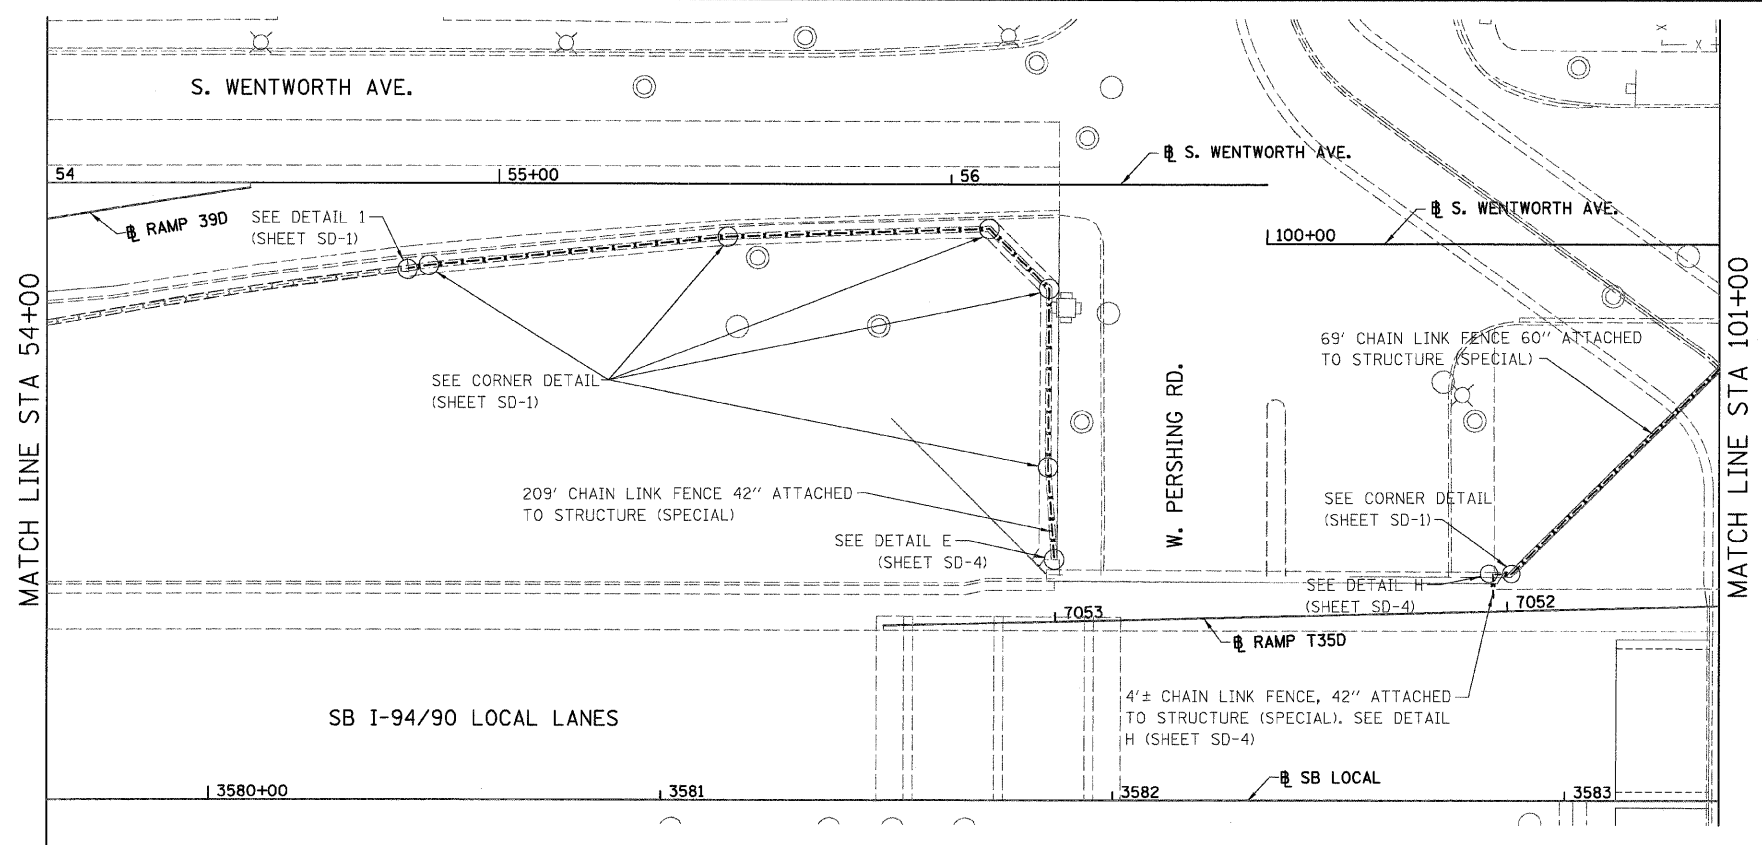 S. WENTWORTH AVE.
℄ S. WENTWORTH AVE.
54
55+00
56
℄ RAMP 39D
SEE DETAIL 1
(SHEET SD-1)
℄ S. WENTWORTH AVE.
100+00
MATCH LINE STA 54+00
MATCH LINE STA 101+00
69' CHAIN LINK FENCE 60" ATTACHED
TO STRUCTURE (SPECIAL)
SEE CORNER DETAIL
(SHEET SD-1)
W. PERSHING RD.
209' CHAIN LINK FENCE 42" ATTACHED
TO STRUCTURE (SPECIAL)
SEE CORNER DETAIL
(SHEET SD-1)
SEE DETAIL E
(SHEET SD-4)
SEE DETAIL H
(SHEET SD-4)
7053
7052
℄ RAMP T35D
4'± CHAIN LINK FENCE, 42" ATTACHED
TO STRUCTURE (SPECIAL). SEE DETAIL
H (SHEET SD-4)
SB I-94/90 LOCAL LANES
℄ SB LOCAL
3580+00
3581
3582
3583
X
X